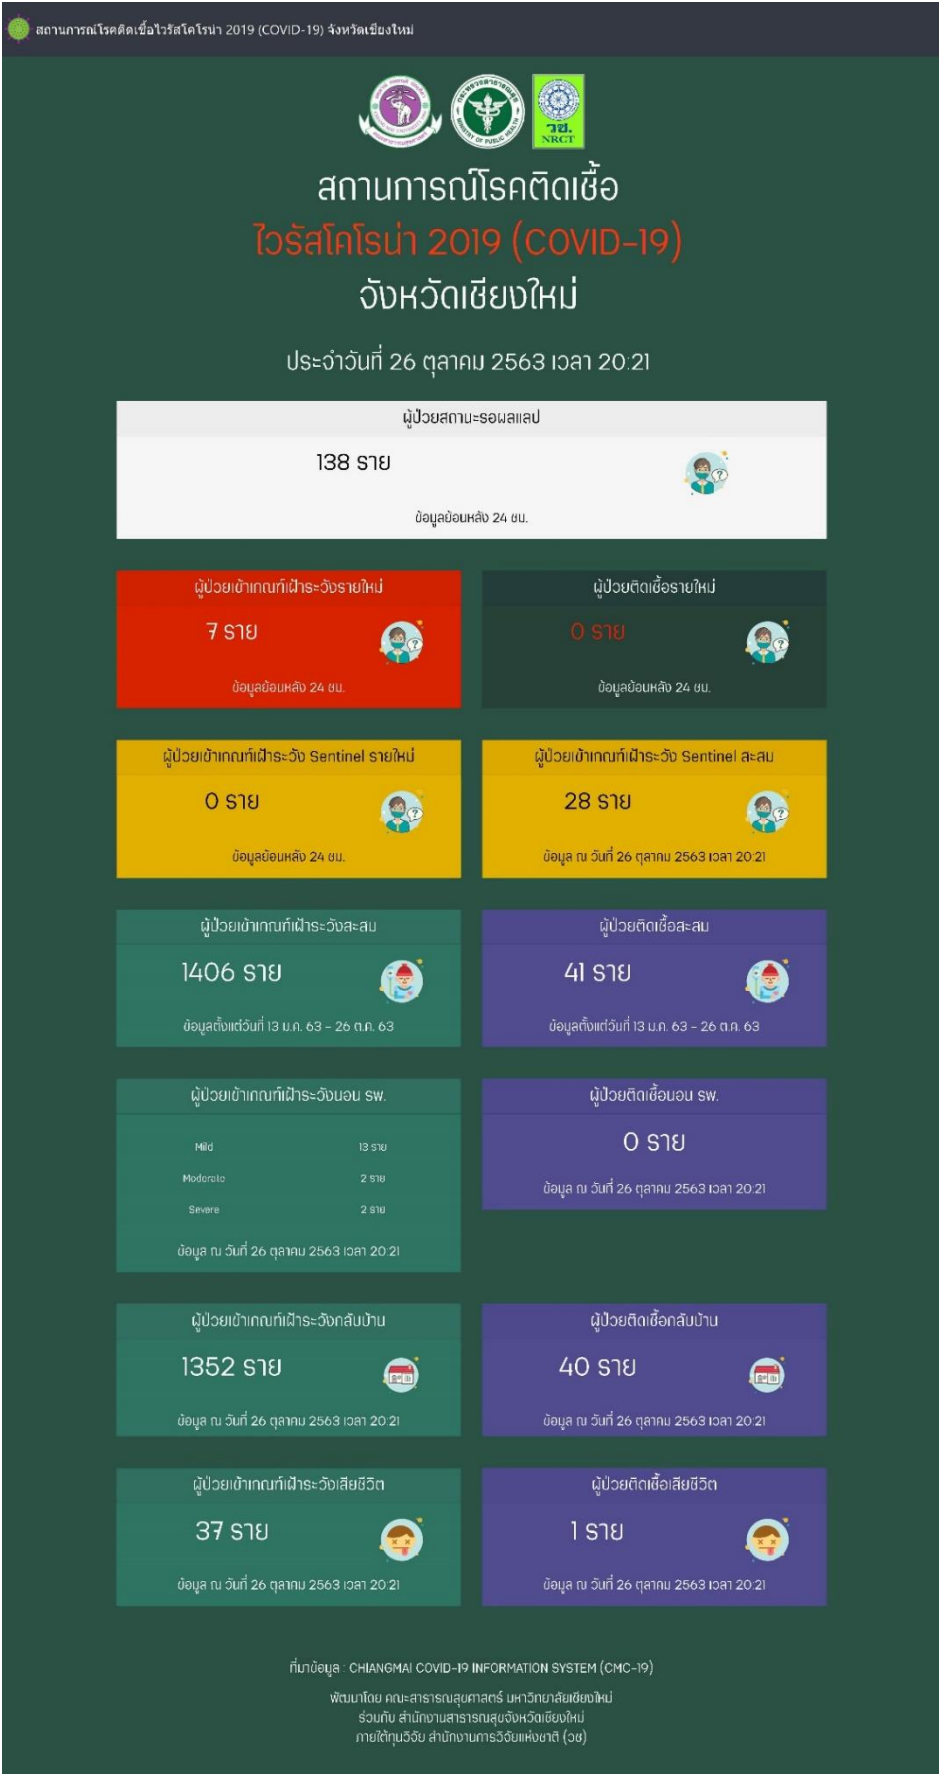 สถานการณ์โรคติดเชื้อไวรัสโคโรน่า 2019 (COVID-19) จังหวัดเชียงใหม่
วช.
NRCT
สถานการณ์โรคติดเชื้อ
ไวรัสโคโรน่า 2019 (COVID-19)
จังหวัดเชียงใหม่
ประจำวันที่ 26 ตุลาคม 2563 เวลา 20:21
ผู้ป่วยสถานะรอผลแลป
138 ราย
ข้อมูลย้อนหลัง 24 ชม.
ผู้ป่วยเข้าเกณฑ์เฝ้าระวังรายใหม่
7 ราย
ข้อมูลย้อนหลัง 24 ชม.
ผู้ป่วยติดเชื้อรายใหม่
0 ราย
ข้อมูลย้อนหลัง 24 ชม.
ผู้ป่วยเข้าเกณฑ์เฝ้าระวัง Sentinel รายใหม่
0 ราย
ข้อมูลย้อนหลัง 24 ชม.
ผู้ป่วยเข้าเกณฑ์เฝ้าระวัง Sentinel สะสม
28 ราย
ข้อมูล ณ วันที่ 26 ตุลาคม 2563 เวลา 20:21
ผู้ป่วยเข้าเกณฑ์เฝ้าระวังสะสม
1406 ราย
ข้อมูลตั้งแต่วันที่ 13 ม.ค. 63 - 26 ต.ค. 63
ผู้ป่วยติดเชื้อสะสม
41 ราย
ข้อมูลตั้งแต่วันที่ 13 ม.ค. 63 - 26 ต.ค. 63
ผู้ป่วยเข้าเกณฑ์เฝ้าระวังนอน รพ.
Mild 13 ราย
Moderate 2 ราย
Severe 2 ราย
ข้อมูล ณ วันที่ 26 ตุลาคม 2563 เวลา 20:21
ผู้ป่วยติดเชื้อนอน รพ.
0 ราย
ข้อมูล ณ วันที่ 26 ตุลาคม 2563 เวลา 20:21
ผู้ป่วยเข้าเกณฑ์เฝ้าระวังกลับบ้าน
1352 ราย
ข้อมูล ณ วันที่ 26 ตุลาคม 2563 เวลา 20:21
ผู้ป่วยติดเชื้อกลับบ้าน
40 ราย
ข้อมูล ณ วันที่ 26 ตุลาคม 2563 เวลา 20:21
ผู้ป่วยเข้าเกณฑ์เฝ้าระวังเสียชีวิต
37 ราย
ข้อมูล ณ วันที่ 26 ตุลาคม 2563 เวลา 20:21
ผู้ป่วยติดเชื้อเสียชีวิต
1 ราย
ข้อมูล ณ วันที่ 26 ตุลาคม 2563 เวลา 20:21
ที่มาข้อมูล : CHIANGMAI COVID-19 INFORMATION SYSTEM (CMC-19)
พัฒนาโดย คณะสาธารณสุขศาสตร์ มหาวิทยาลัยเชียงใหม่
ร่วมกับ สำนักงานสาธารณสุขจังหวัดเชียงใหม่
ภายใต้ทุนวิจัย สำนักงานการวิจัยแห่งชาติ (วช)